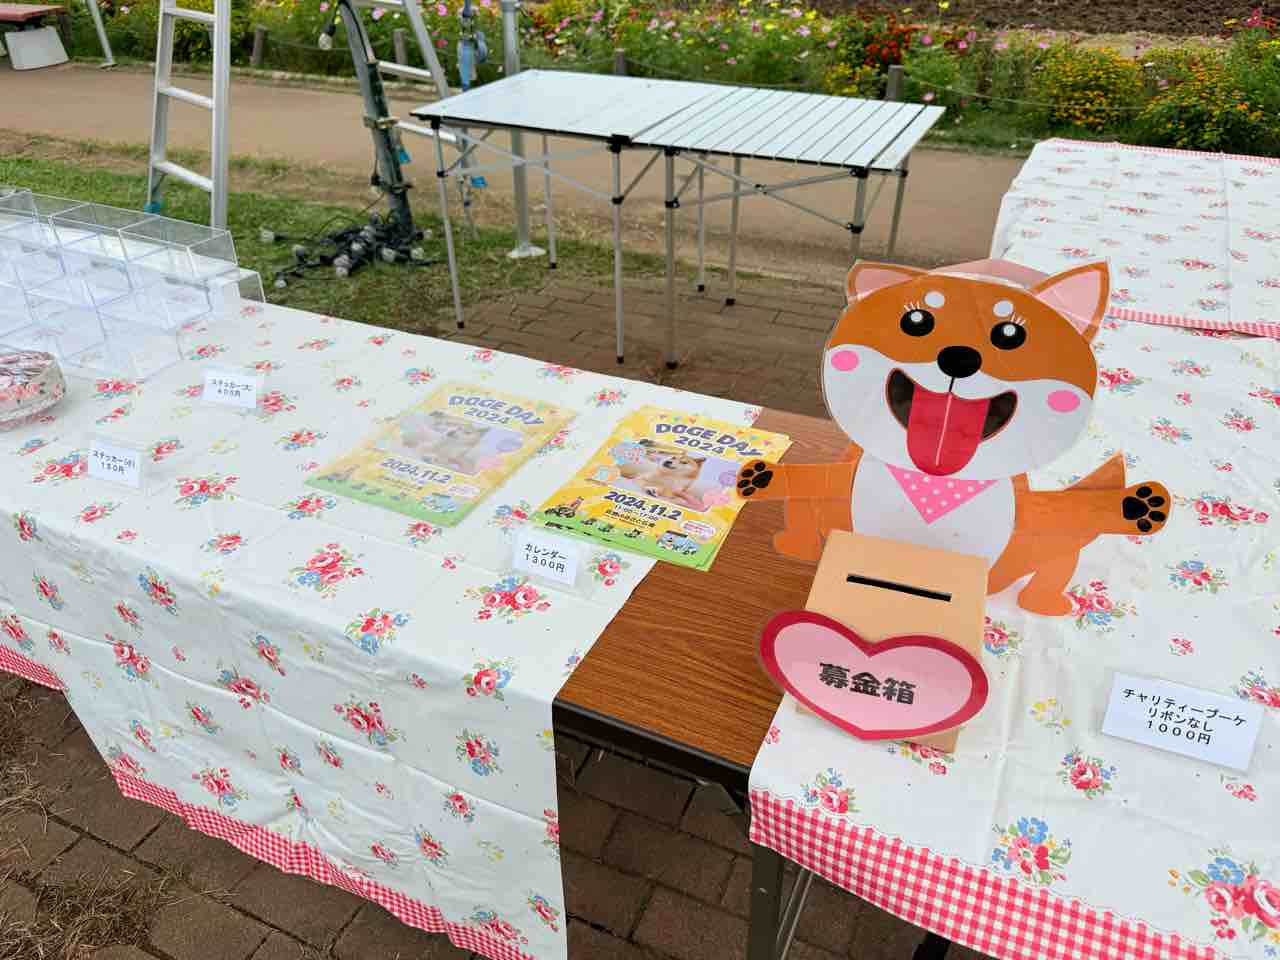 ステッカー(大)
400円
ステッカー(小)
150円
DOGE DAY
2024
2024.11.2
DOGE DAY
2024
2024.11.2
11:00~17:00
カレンダー
1300円
募金箱
チャリティーブーケ
リボンなし
1000円